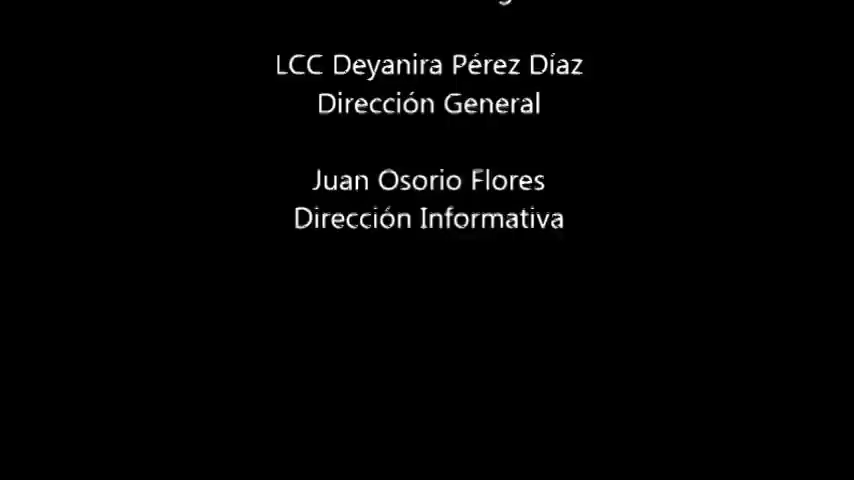 LCC Deyanira Pérez Díaz
Dirección General
Juan Osorio Flores
Dirección Informativa